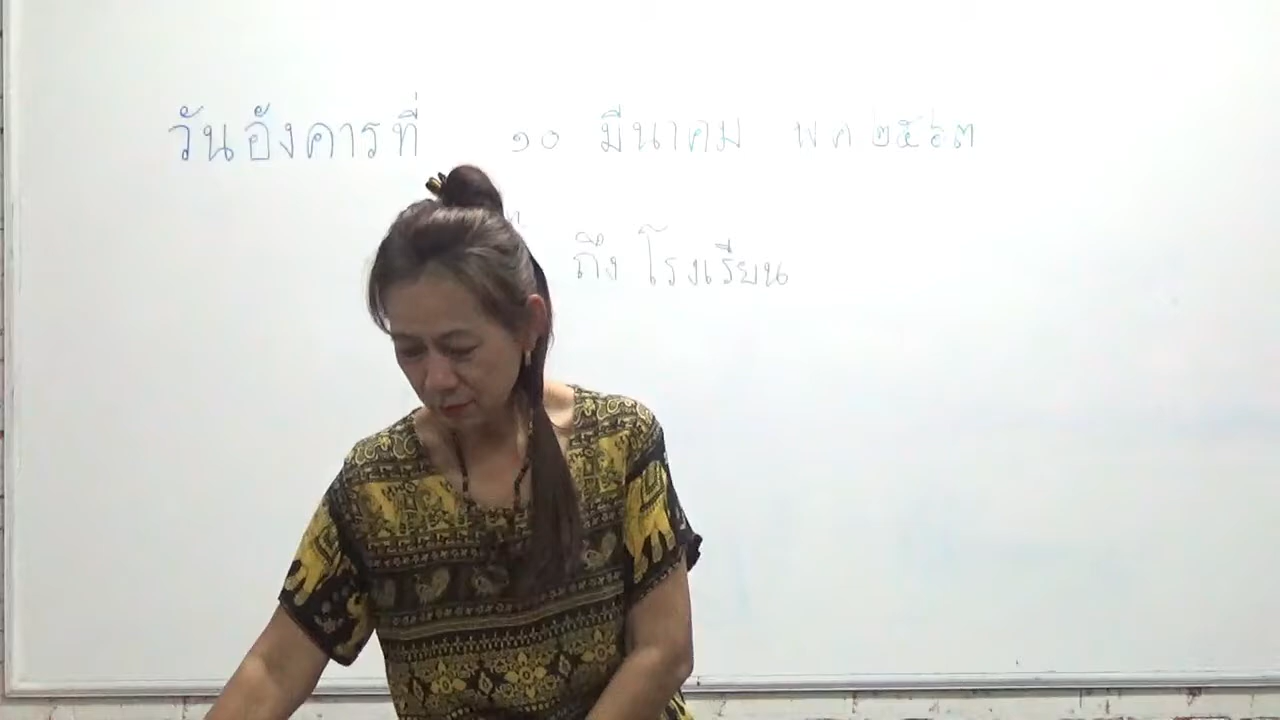 วันอังคารที่ ๑๐ มีนาคม พ ศ ๒๕๖๓
ถึง โรงเรียน